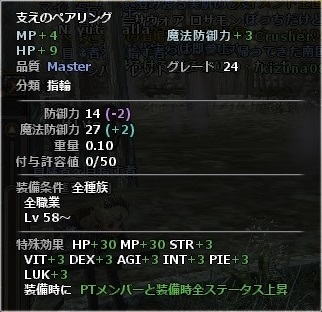 支えのペアリング
MP+4 魔法防御力+3
HP+9
品質 Master グレード 24
分類 指輪
防御力 14 (-2)
魔法防御力 27 (+2)
重量 0.10
付与許容値 0/50
装備条件 全種族
全職業
Lv 58～
特殊効果 HP+30 MP+30 STR+3
VIT+3 DEX+3 AGI+3 INT+3 PIE+3
LUK+3
装備時に PTメンバーと装備時全ステータス上昇